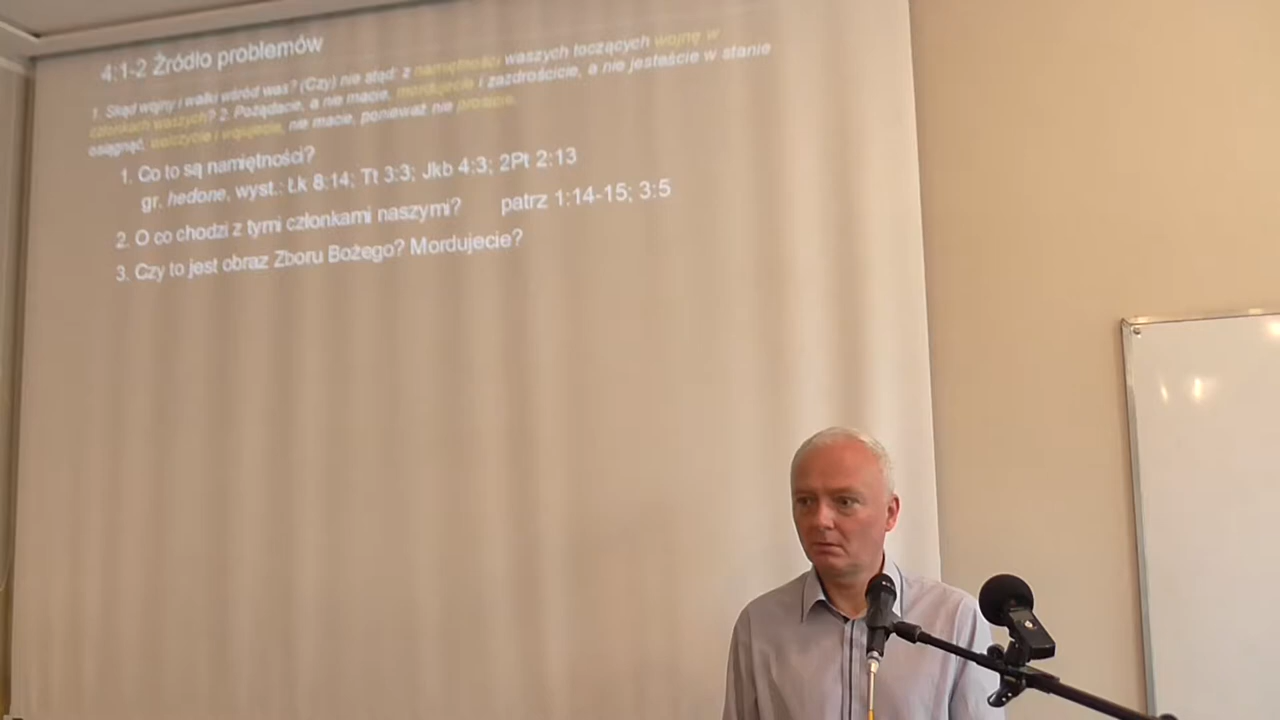 4:1-2 Źródło problemów
1. Skąd wojny i walki wśród was? (Czy) nie stąd: z namiętności waszych toczących wojnę w
członkach waszych? 2. Pożądacie, a nie macie, mordujecie i zazdrościcie, a nie jesteście w stanie
osiągnąć, walczycie i wojujecie, nie macie, ponieważ nie prosicie.
1. Co to są namiętności?
gr. hedone, wyst.: Łk 8:14; Tt 3:3; Jkb 4:3; 2Pt 2:13
2. O co chodzi z tymi członkami naszymi? patrz 1:14-15; 3:5
3. Czy to jest obraz Zboru Bożego? Mordujecie?